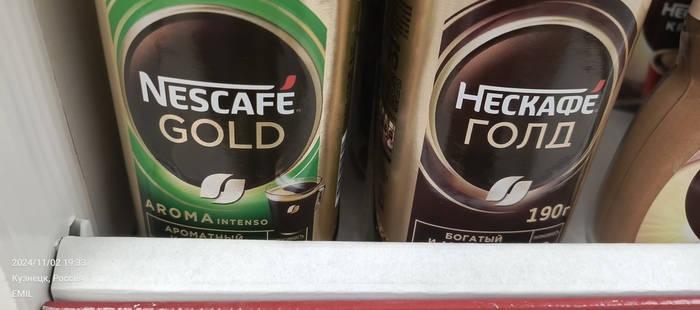 NESCAFÉ
GOLD
AROMA INTENSO
АРОМАТНЫЙ
НЕСКАФЕ
ГОЛД
190г
БОГАТЫЙ
2024/11/02 19:33
Кузнецк, Россия
EMIL